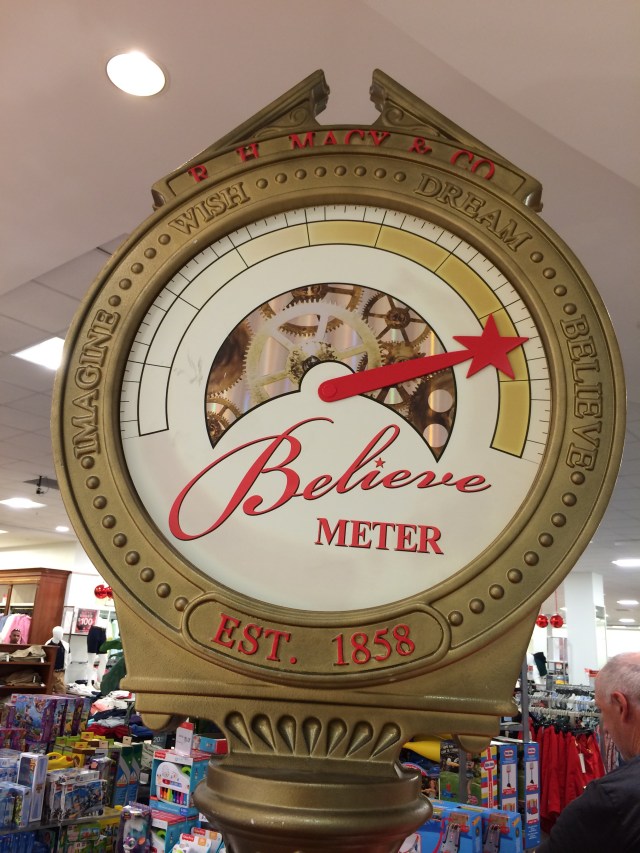 R. H. MACY & CO.
IMAGINE
WISH
DREAM
BELIEVE
Believe
METER
EST. 1858